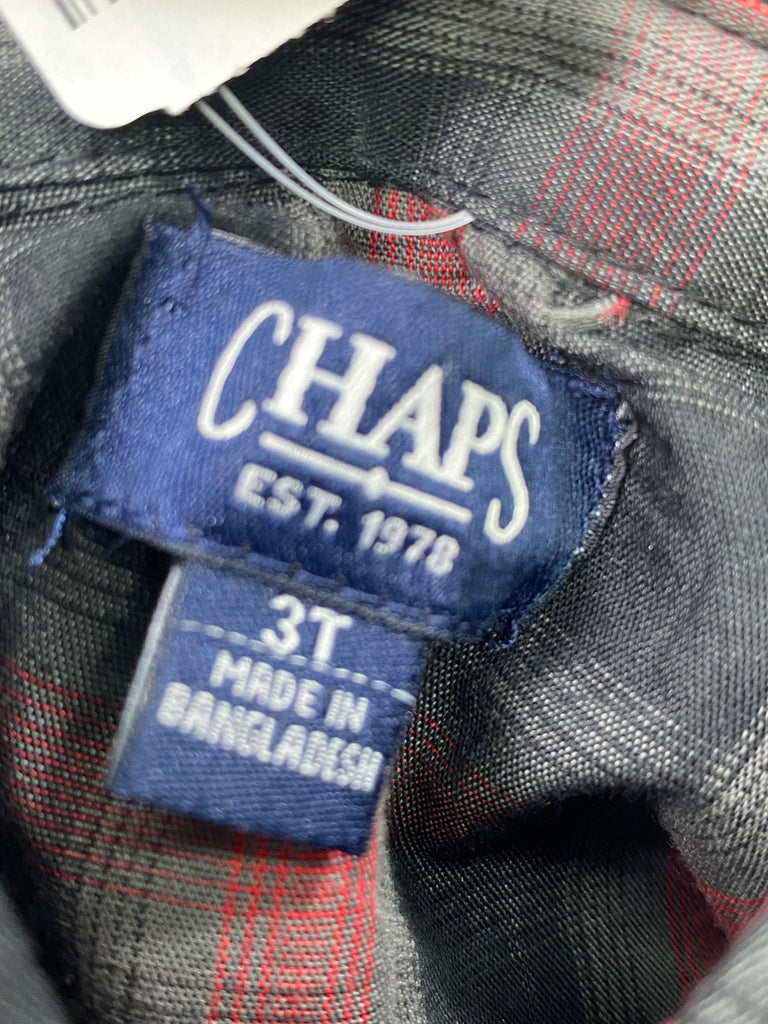 CHAPS
EST. 1978
3T
MADE IN
BANGLADESH